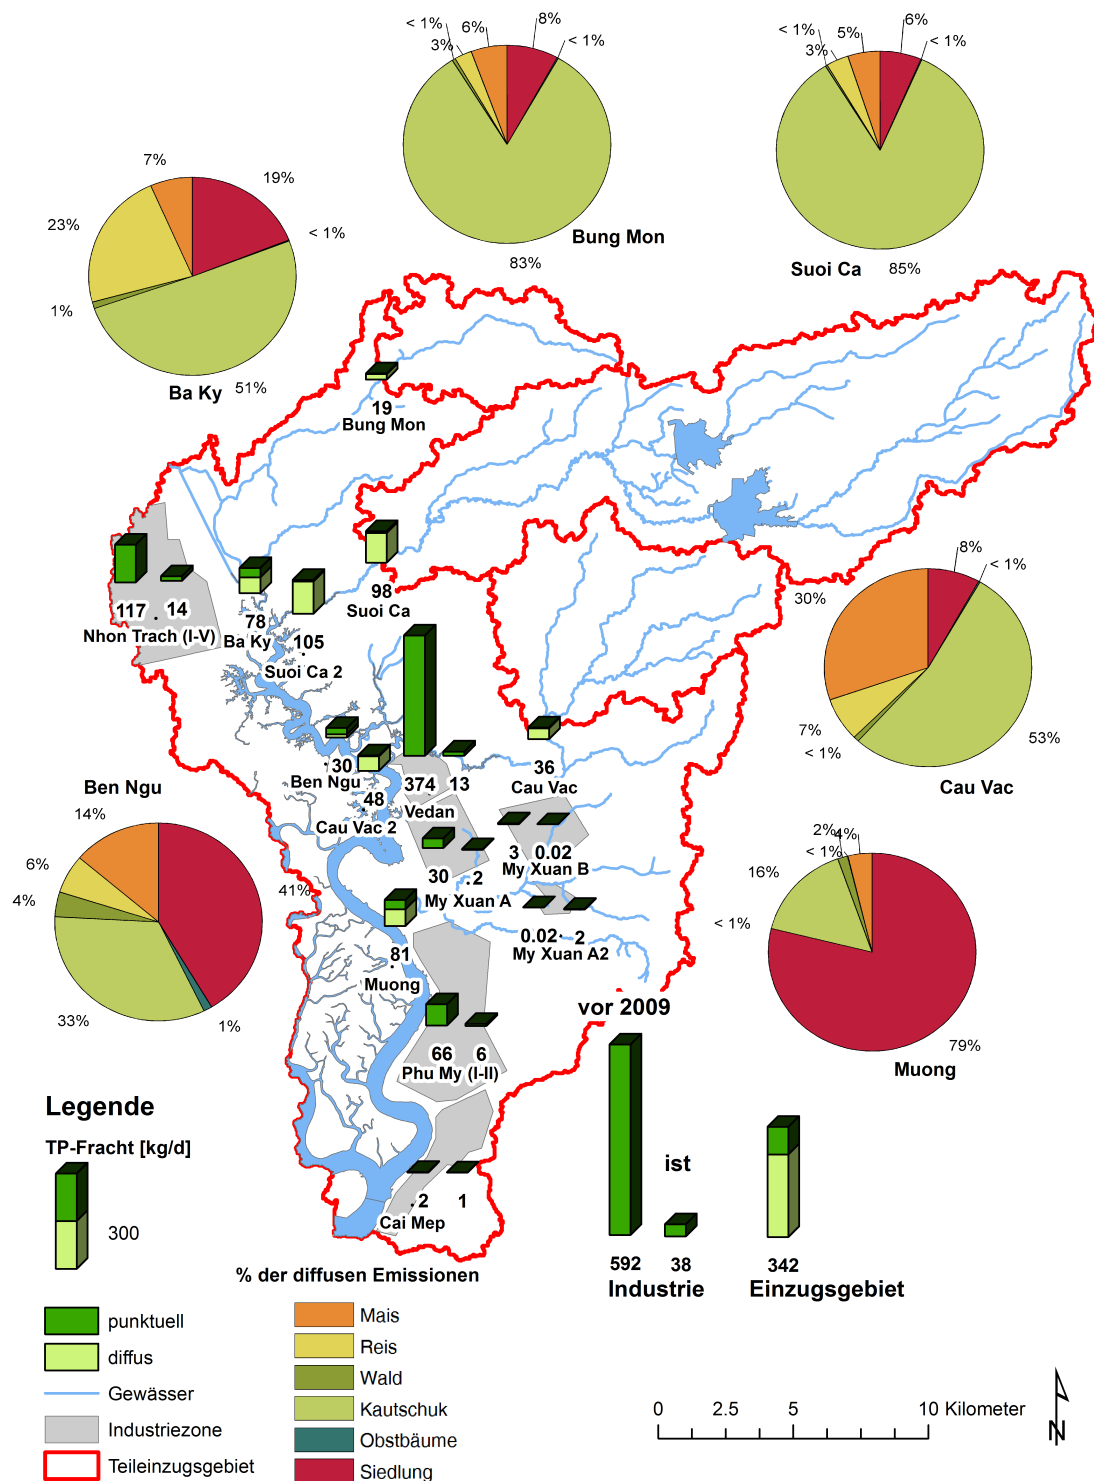 < 1%
3%
6%
8%
< 1%
83%
Bung Mon
< 1%
3%
5%
6%
< 1%
Suoi Ca
85%
7%
19%
23%
< 1%
1%
Ba Ky
51%
19
Bung Mon
98
Suoi Ca
117
14
Nhon Trach (I-V)
78
Ba Ky
105
Suoi Ca 2
30
Ben Ngu
48
Cau Vac 2
374
13
Vedan
36
Cau Vac
3
0.02
My Xuan B
30
2
My Xuan A
0.02
2
My Xuan A2
81
Muong
66
6
Phu My (I-II)
2
1
Cai Mep
8%
< 1%
30%
7%
< 1%
53%
Cau Vac
Ben Ngu
14%
6%
4%
41%
33%
1%
2%
4%
< 1%
16%
< 1%
79%
Muong
vor 2009
ist
592
38
342
Industrie
Einzugsgebiet
Legende
TP-Fracht [kg/d]
300
% der diffusen Emissionen
punktuell
diffus
Gewässer
Industriezone
Teileinzugsgebiet
Mais
Reis
Wald
Kautschuk
Obstbäume
Siedlung
0
2.5
5
10 Kilometer
N